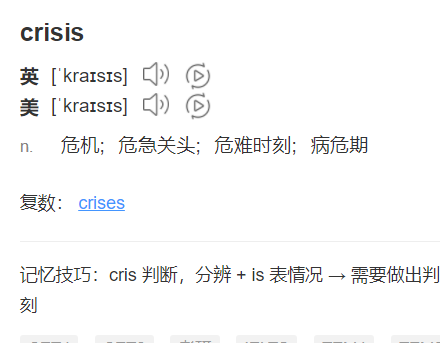 crisis
英 [ˈkraɪsɪs]
美 [ˈkraɪsɪs]
n. 危机；危急关头；危难时刻；病危期
复数： crises
记忆技巧：cris 判断，分辨 + is 表情况 → 需要做出判
刻